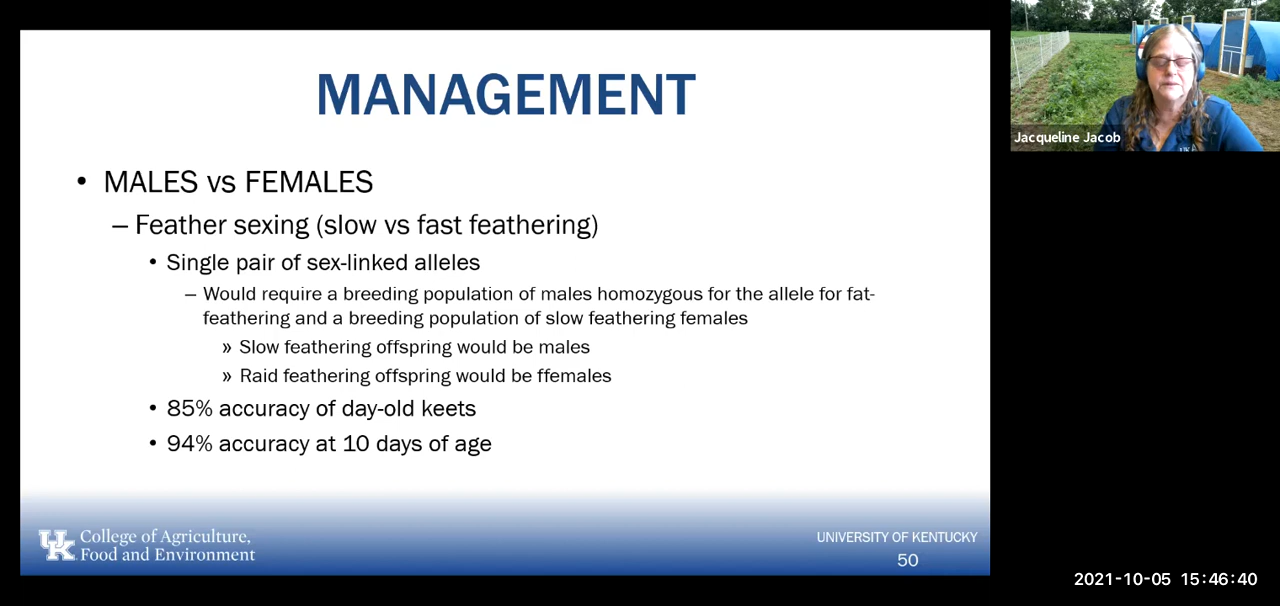 MANAGEMENT
• MALES vs FEMALES
– Feather sexing (slow vs fast feathering)
• Single pair of sex-linked alleles
– Would require a breeding population of males homozygous for the allele for fat-
feathering and a breeding population of slow feathering females
» Slow feathering offspring would be males
» Raid feathering offspring would be ffemales
• 85% accuracy of day-old keets
• 94% accuracy at 10 days of age
UK College of Agriculture,
Food and Environment
UNIVERSITY OF KENTUCKY
50
Jacqueline Jacob
UK
2021-10-05 15:46:40